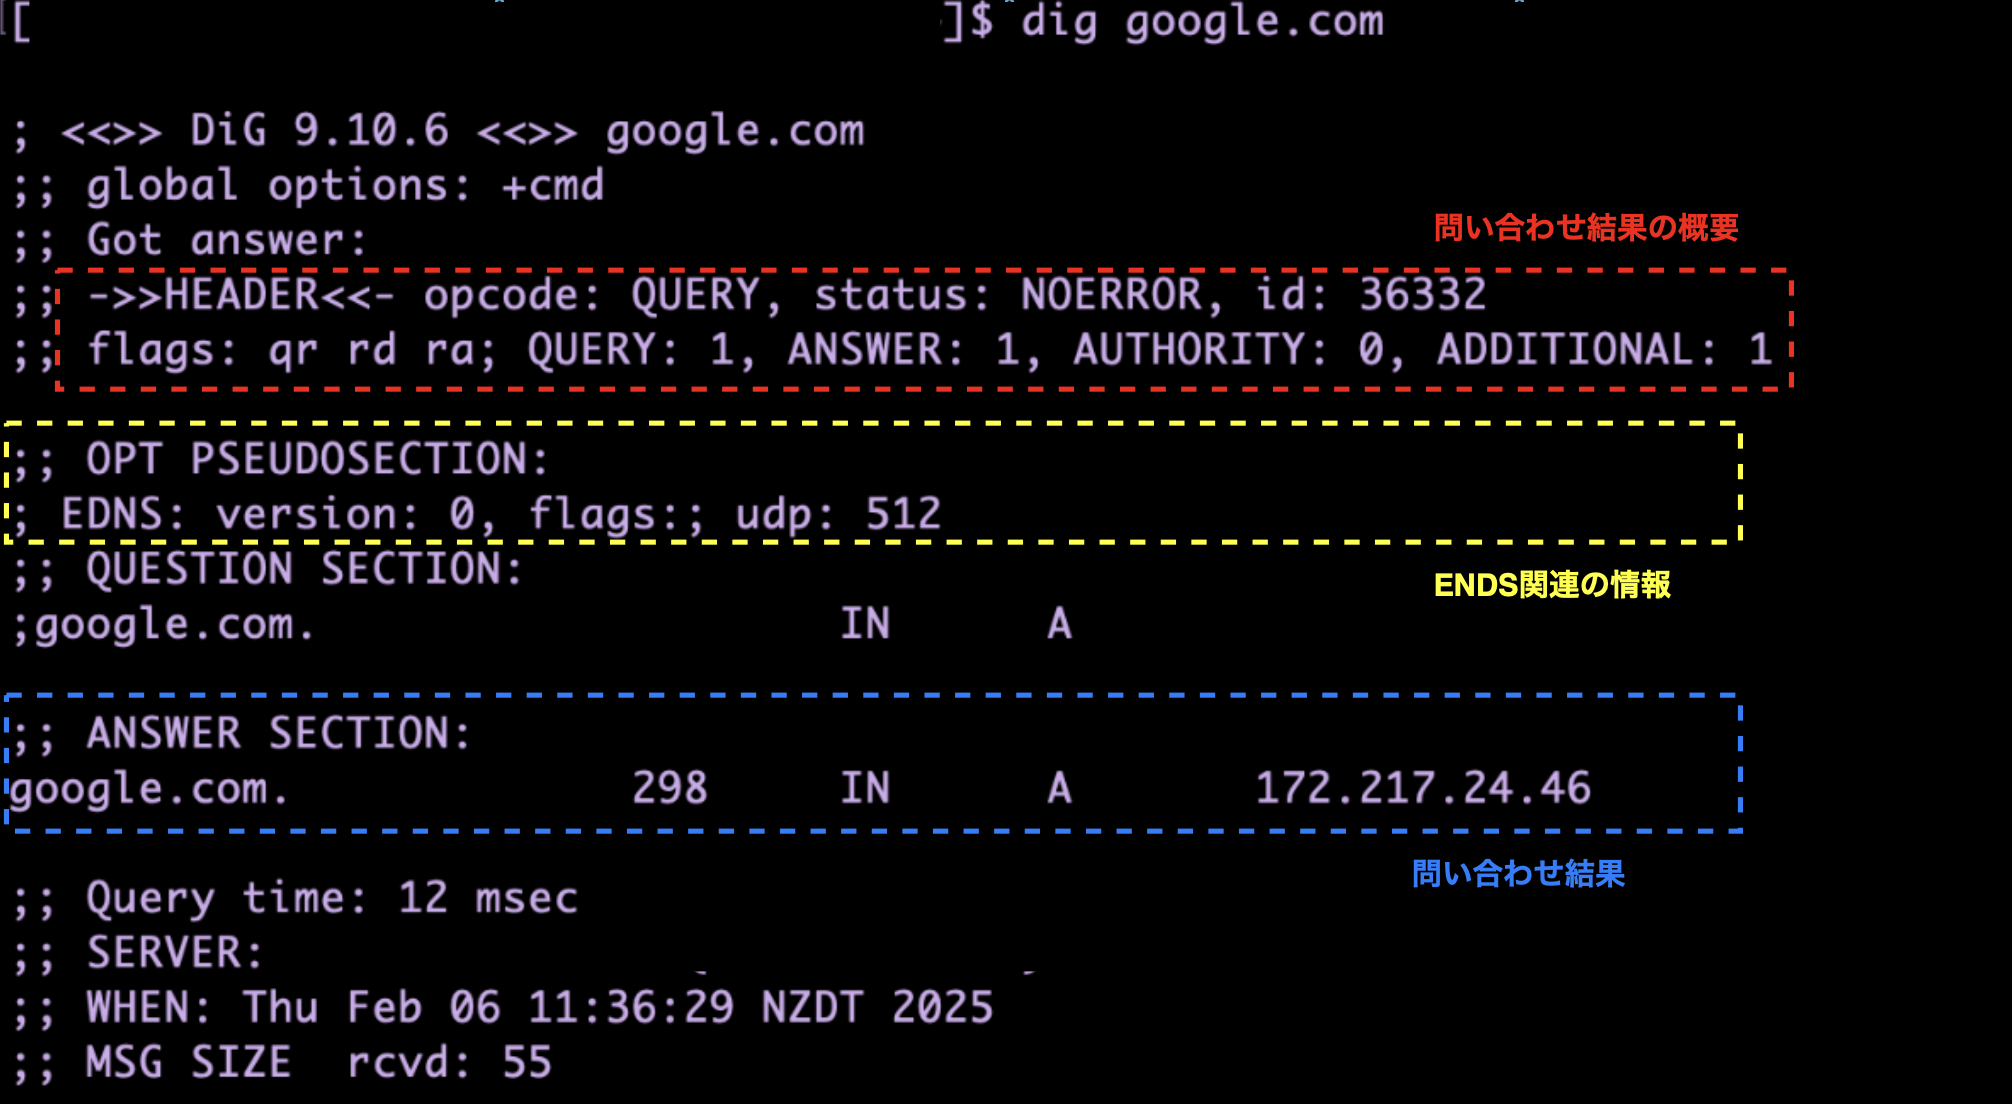 [ ]$ dig google.com
; <<>> DiG 9.10.6 <<>> google.com
;; global options: +cmd
;; Got answer:
問い合わせ結果の概要
;; ->>HEADER<<- opcode: QUERY, status: NOERROR, id: 36332
;; flags: qr rd ra; QUERY: 1, ANSWER: 1, AUTHORITY: 0, ADDITIONAL: 1
;; OPT PSEUDOSECTION:
; EDNS: version: 0, flags:; udp: 512
;; QUESTION SECTION:
ENDS関連の情報
;google.com. IN A
;; ANSWER SECTION:
google.com. 298 IN A 172.217.24.46
問い合わせ結果
;; Query time: 12 msec
;; SERVER:
;; WHEN: Thu Feb 06 11:36:29 NZDT 2025
;; MSG SIZE  rcvd: 55